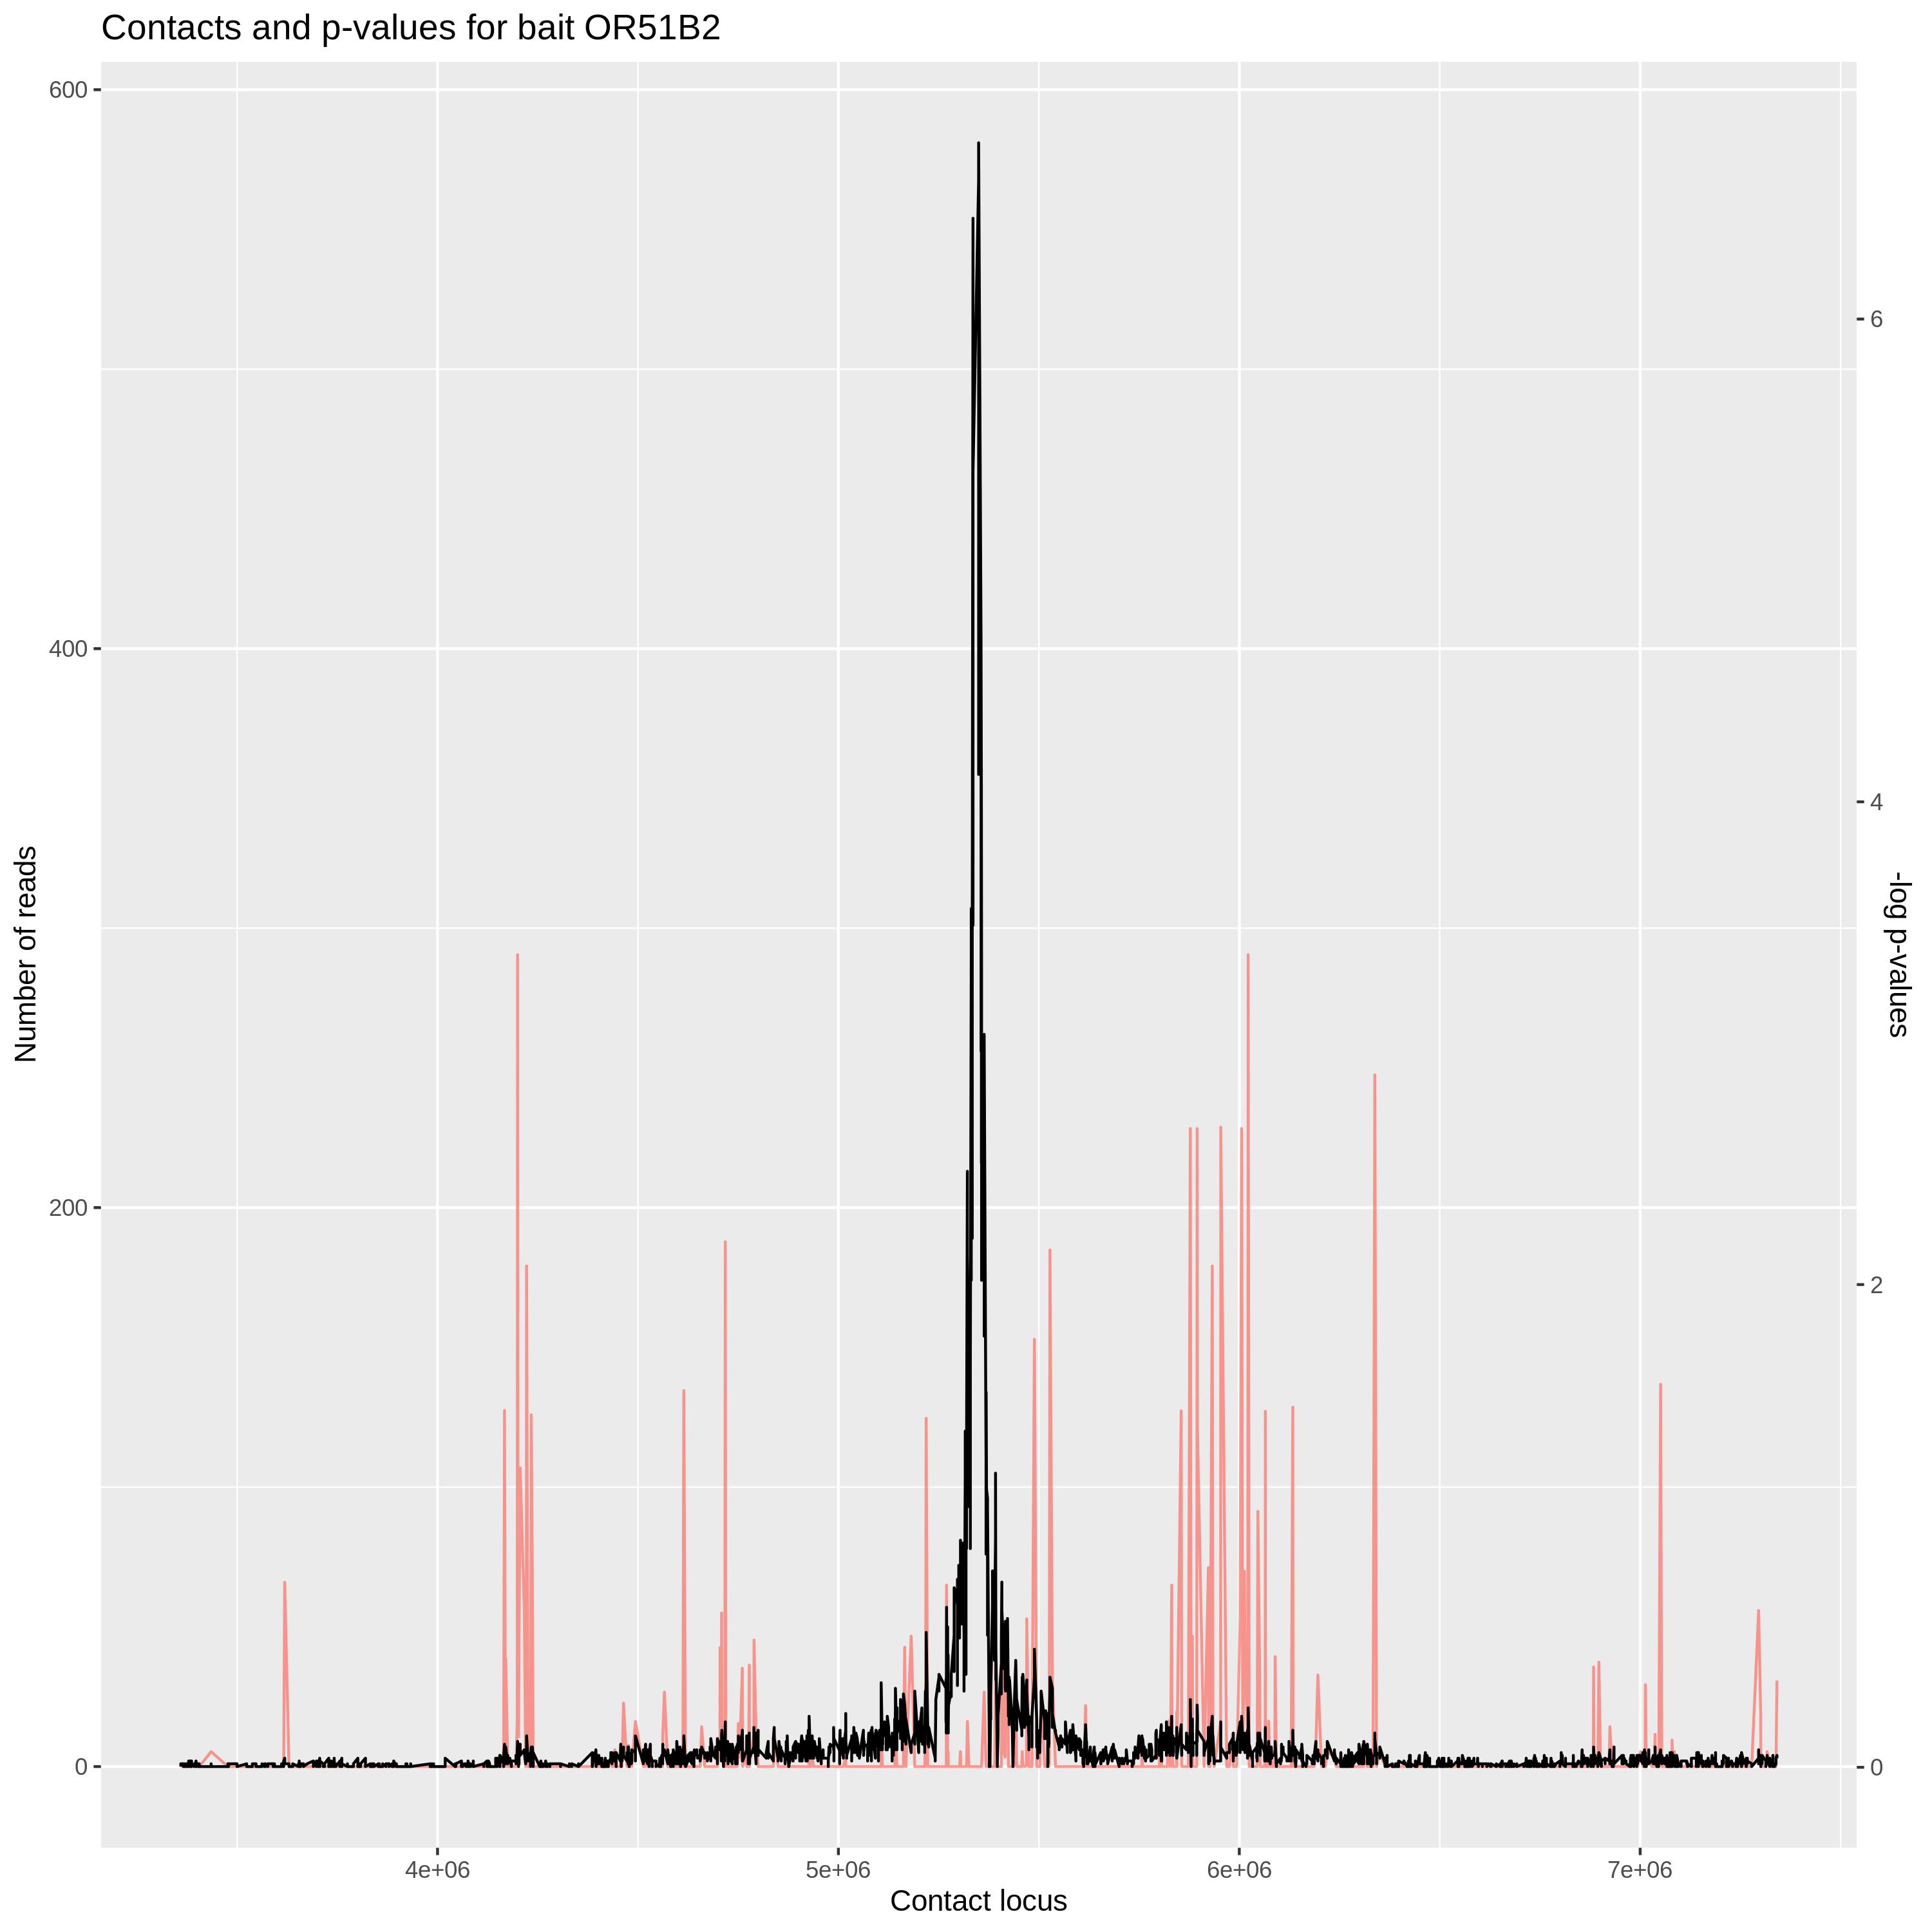 Contacts and p-values for bait OR51B2
600
400
200
0
Number of reads
6
4
2
0
-log p-values
4e+06
5e+06
6e+06
7e+06
Contact locus